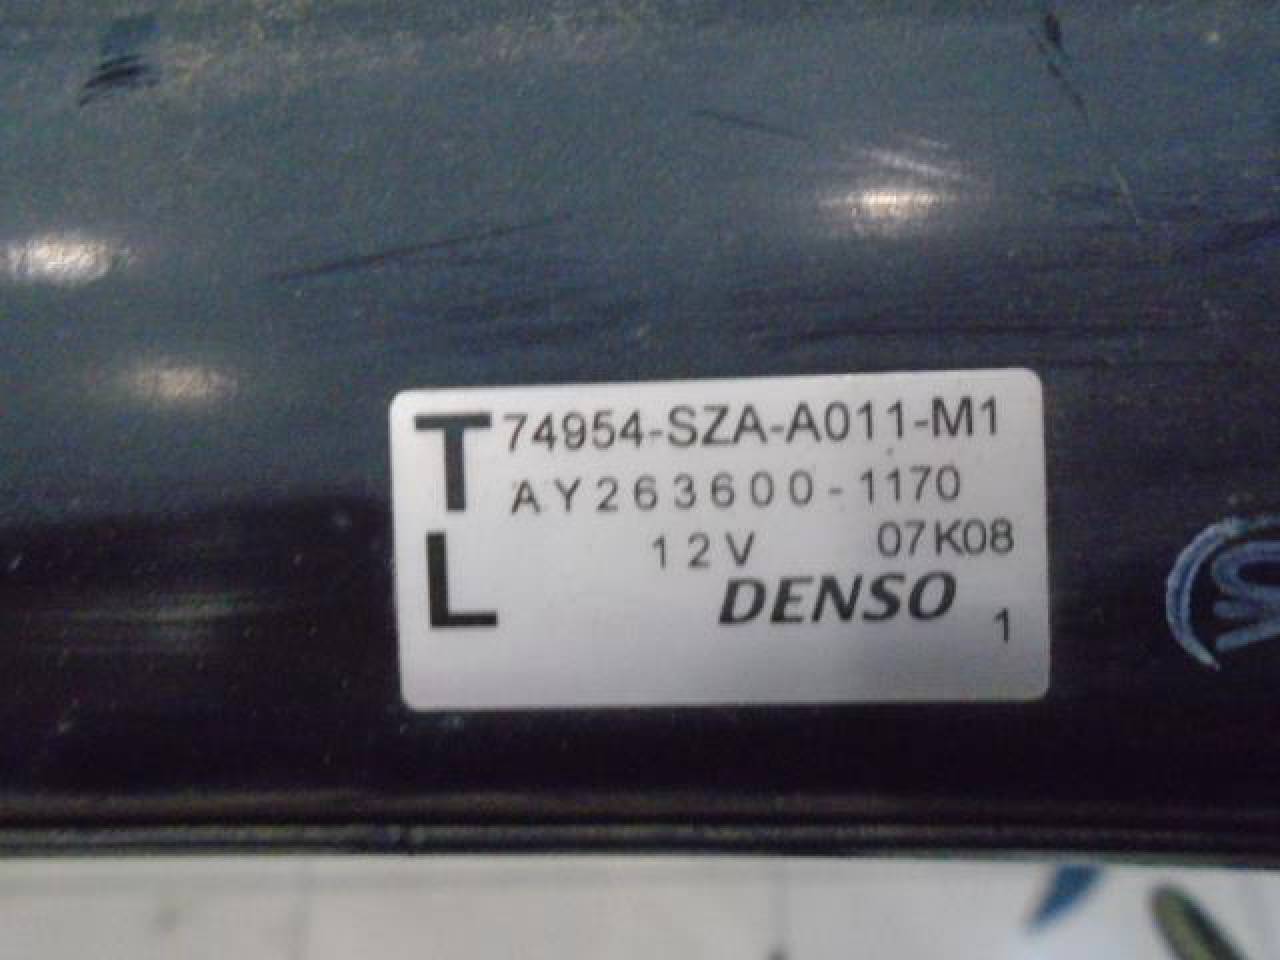 T 74954-SZA-A011-M1
AY263600-1170
L 12V 07K08
DENSO
1